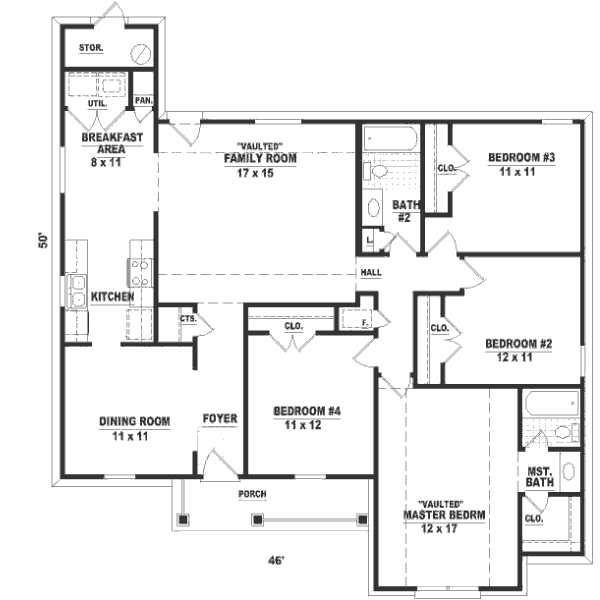 STOR.
UTIL.
PAN.
BREAKFAST
AREA
8 x 11
"VAULTED"
FAMILY ROOM
17 x 15
CLO.
BEDROOM #3
11 x 11
BATH
#2
L.
50'
HALL
KITCHEN
CTS.
CLO.
F.
CLO.
BEDROOM #2
12 x 11
DINING ROOM
11 x 11
FOYER
BEDROOM #4
11 x 12
MST.
BATH
PORCH
"VAULTED"
MASTER BEDRM
12 x 17
CLO.
46'